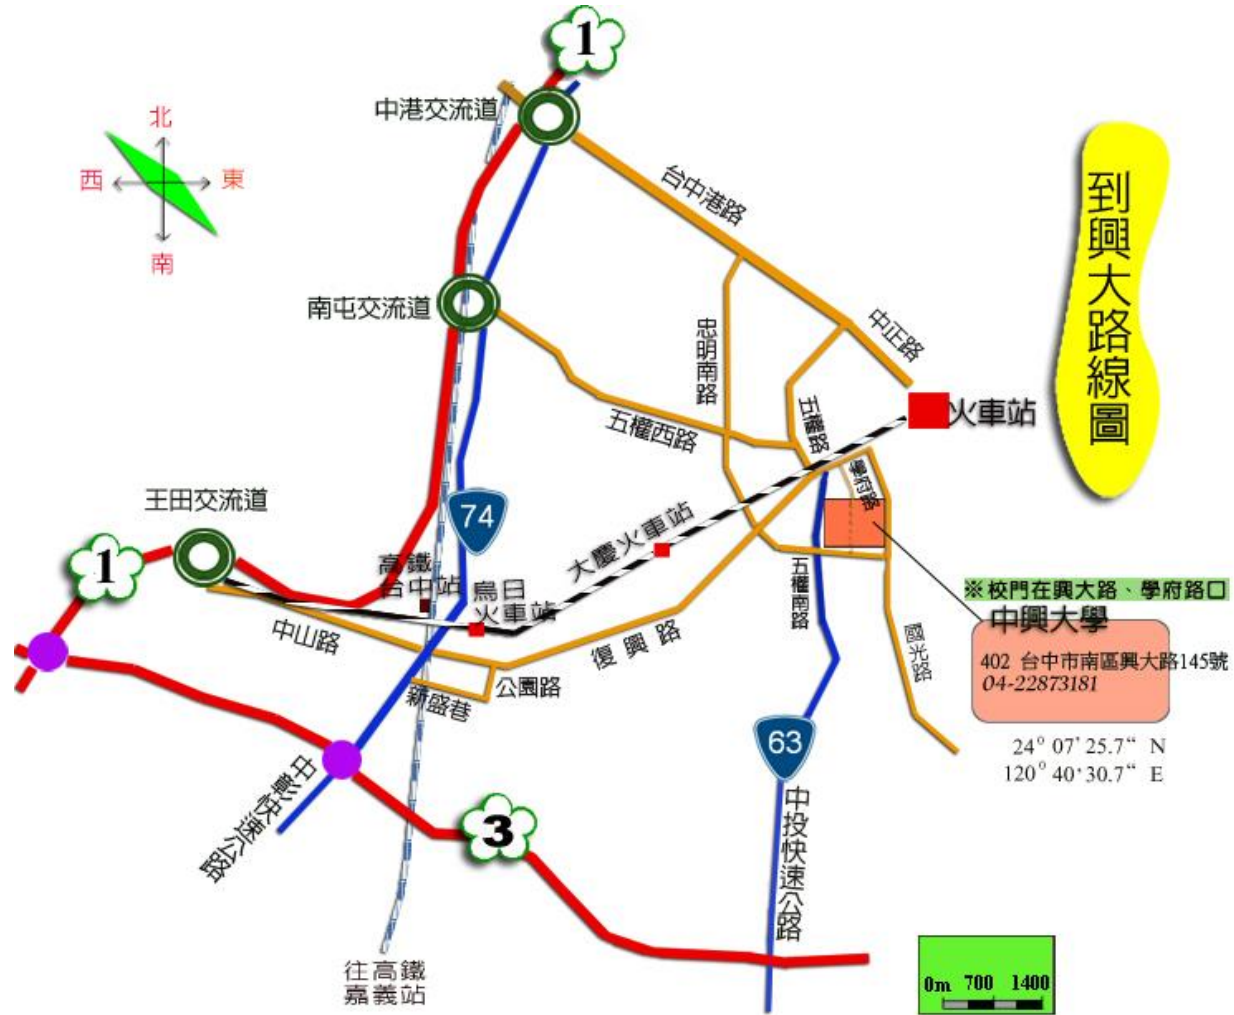 1
中港交流道
北
西
東
南
台中港路
到興大路線圖
南屯交流道
忠明南路
中正路
五權路
火車站
五權西路
學府路
王田交流道
74
大慶火車站
1
高鐵
台中站
烏日
火車站
五權南路
※校門在興大路、學府路口
中興大學
402 台中市南區興大路145號
04-22873181
中山路
復興路
國光路
公園路
新盛巷
24° 07' 25.7“ N
120° 40' 30.7“ E
63
中彰快速公路
3
中投快速公路
往高鐵
嘉義站
0m 700 1400